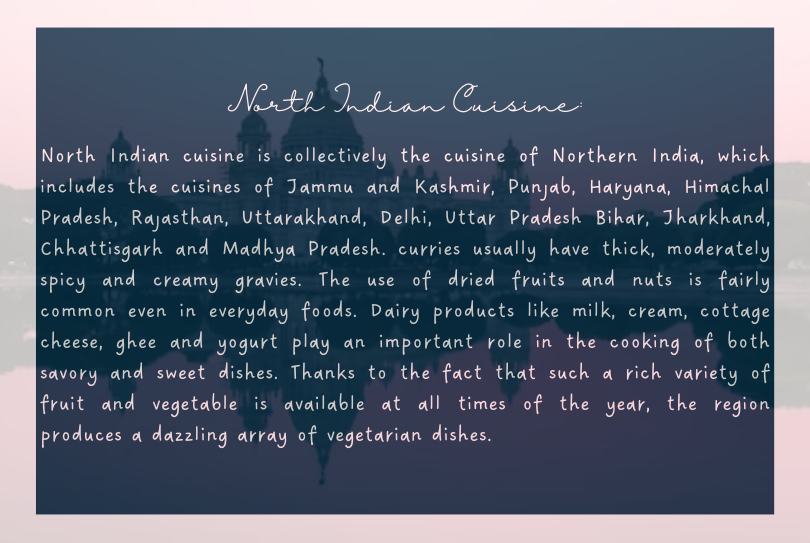 North Indian Cuisine:
North Indian cuisine is collectively the cuisine of Northern India, which
includes the cuisines of Jammu and Kashmir, Punjab, Haryana, Himachal
Pradesh, Rajasthan, Uttarakhand, Delhi, Uttar Pradesh Bihar, Jharkhand,
Chhattisgarh and Madhya Pradesh. curries usually have thick, moderately
spicy and creamy gravies. The use of dried fruits and nuts is fairly
common even in everyday foods. Dairy products like milk, cream, cottage
cheese, ghee and yogurt play an important role in the cooking of both
savory and sweet dishes. Thanks to the fact that such a rich variety of
fruit and vegetable is available at all times of the year, the region
produces a dazzling array of vegetarian dishes.